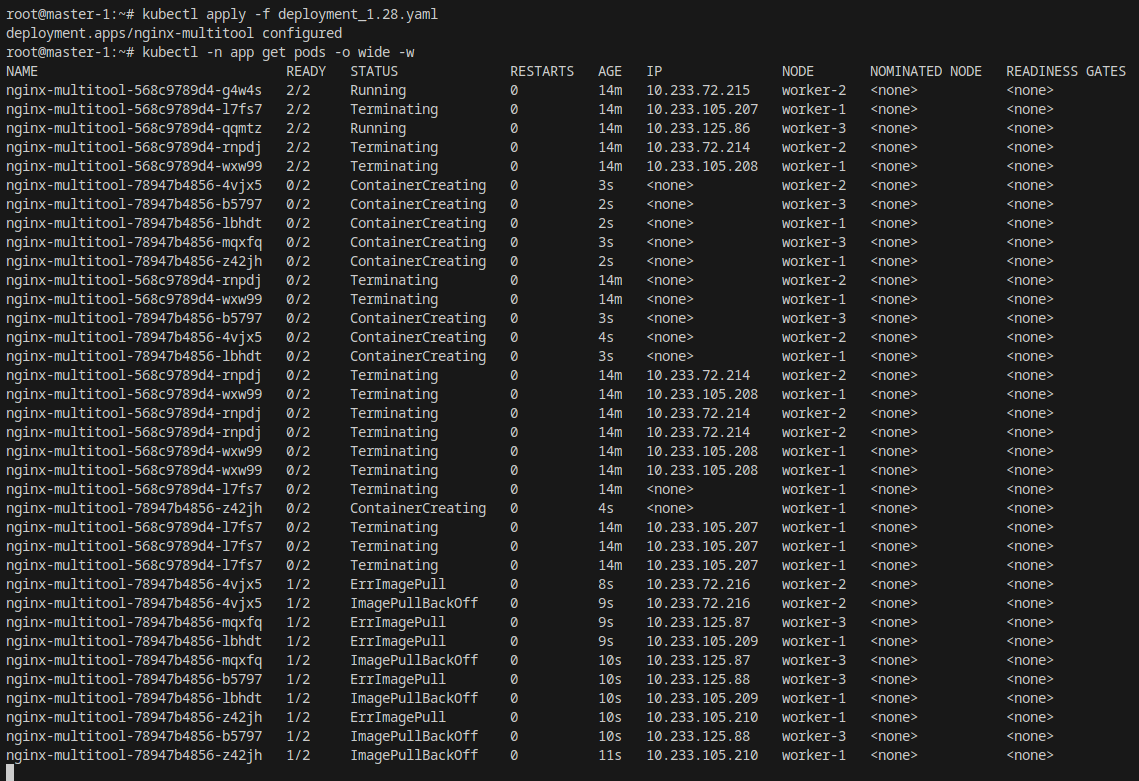 root@master-1:~# kubectl apply -f deployment_1.28.yaml
deployment.apps/nginx-multitool configured
root@master-1:~# kubectl -n app get pods -o wide -w
NAME READY STATUS RESTARTS AGE IP NODE NOMINATED NODE READINESS GATES
nginx-multitool-568c9789d4-g4w4s 2/2 Running 0 14m 10.233.72.215 worker-2 <none> <none>
nginx-multitool-568c9789d4-l7fs7 2/2 Terminating 0 14m 10.233.105.207 worker-1 <none> <none>
nginx-multitool-568c9789d4-qqmtz 2/2 Running 0 14m 10.233.125.86 worker-3 <none> <none>
nginx-multitool-568c9789d4-rnpdj 2/2 Terminating 0 14m 10.233.72.214 worker-2 <none> <none>
nginx-multitool-568c9789d4-wxw99 2/2 Terminating 0 14m 10.233.105.208 worker-1 <none> <none>
nginx-multitool-78947b4856-4vjx5 0/2 ContainerCreating 0 3s <none> worker-2 <none> <none>
nginx-multitool-78947b4856-b5797 0/2 ContainerCreating 0 2s <none> worker-3 <none> <none>
nginx-multitool-78947b4856-lbhdt 0/2 ContainerCreating 0 2s <none> worker-1 <none> <none>
nginx-multitool-78947b4856-mqxfq 0/2 ContainerCreating 0 3s <none> worker-3 <none> <none>
nginx-multitool-78947b4856-z42jh 0/2 ContainerCreating 0 2s <none> worker-1 <none> <none>
nginx-multitool-568c9789d4-rnpdj 0/2 Terminating 0 14m <none> worker-2 <none> <none>
nginx-multitool-568c9789d4-wxw99 0/2 Terminating 0 14m <none> worker-1 <none> <none>
nginx-multitool-78947b4856-b5797 0/2 ContainerCreating 0 3s <none> worker-3 <none> <none>
nginx-multitool-78947b4856-4vjx5 0/2 ContainerCreating 0 4s <none> worker-2 <none> <none>
nginx-multitool-78947b4856-lbhdt 0/2 ContainerCreating 0 3s <none> worker-1 <none> <none>
nginx-multitool-568c9789d4-rnpdj 0/2 Terminating 0 14m 10.233.72.214 worker-2 <none> <none>
nginx-multitool-568c9789d4-wxw99 0/2 Terminating 0 14m 10.233.105.208 worker-1 <none> <none>
nginx-multitool-568c9789d4-rnpdj 0/2 Terminating 0 14m 10.233.72.214 worker-2 <none> <none>
nginx-multitool-568c9789d4-rnpdj 0/2 Terminating 0 14m 10.233.72.214 worker-2 <none> <none>
nginx-multitool-568c9789d4-wxw99 0/2 Terminating 0 14m 10.233.105.208 worker-1 <none> <none>
nginx-multitool-568c9789d4-wxw99 0/2 Terminating 0 14m 10.233.105.208 worker-1 <none> <none>
nginx-multitool-568c9789d4-l7fs7 0/2 Terminating 0 14m <none> worker-1 <none> <none>
nginx-multitool-78947b4856-z42jh 0/2 ContainerCreating 0 4s <none> worker-1 <none> <none>
nginx-multitool-568c9789d4-l7fs7 0/2 Terminating 0 14m 10.233.105.207 worker-1 <none> <none>
nginx-multitool-568c9789d4-l7fs7 0/2 Terminating 0 14m 10.233.105.207 worker-1 <none> <none>
nginx-multitool-568c9789d4-l7fs7 0/2 Terminating 0 14m 10.233.105.207 worker-1 <none> <none>
nginx-multitool-78947b4856-4vjx5 1/2 ErrImagePull 0 8s 10.233.72.216 worker-2 <none> <none>
nginx-multitool-78947b4856-4vjx5 1/2 ImagePullBackOff 0 9s 10.233.72.216 worker-2 <none> <none>
nginx-multitool-78947b4856-mqxfq 1/2 ErrImagePull 0 9s 10.233.125.87 worker-3 <none> <none>
nginx-multitool-78947b4856-lbhdt 1/2 ErrImagePull 0 9s 10.233.105.209 worker-1 <none> <none>
nginx-multitool-78947b4856-mqxfq 1/2 ImagePullBackOff 0 10s 10.233.125.87 worker-3 <none> <none>
nginx-multitool-78947b4856-b5797 1/2 ErrImagePull 0 10s 10.233.125.88 worker-3 <none> <none>
nginx-multitool-78947b4856-lbhdt 1/2 ImagePullBackOff 0 10s 10.233.105.209 worker-1 <none> <none>
nginx-multitool-78947b4856-z42jh 1/2 ErrImagePull 0 10s 10.233.105.210 worker-1 <none> <none>
nginx-multitool-78947b4856-b5797 1/2 ImagePullBackOff 0 10s 10.233.125.88 worker-3 <none> <none>
nginx-multitool-78947b4856-z42jh 1/2 ImagePullBackOff 0 11s 10.233.105.210 worker-1 <none> <none>